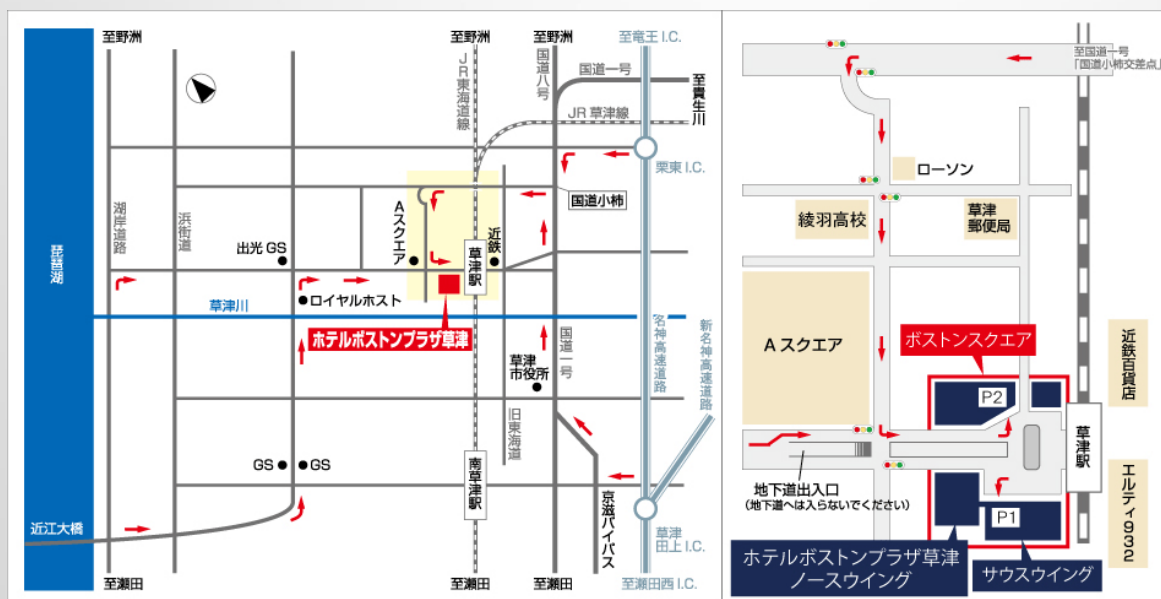 至野洲
至野洲
至野洲
至竜王 I.C.
JR東海道線
国道八号
国道一号
至貴生川
JR 草津線
栗東 I.C.
国道小柿
湖岸道路
浜街道
Aスクエア
近鉄
出光 GS
草津駅
琵琶湖
草津川
ロイヤルホスト
ホテルボストンプラザ草津
国道一号
名神高速道路
新名神高速道路
草津
市役所
旧東海道
GS
GS
南草津駅
京滋バイパス
近江大橋
草津
田上 I.C.
至瀬田
至瀬田
至瀬田
至瀬田西 I.C.
至国道一号
「国道小柿交差点」
ローソン
綾羽高校
草津
郵便局
A スクエア
ボストンスクエア
近鉄百貨店
P2
草津駅
地下道出入口
(地下道へは入らないでください)
P1
エルティ932
ホテルボストンプラザ草津
ノースウイング
サウスウイング